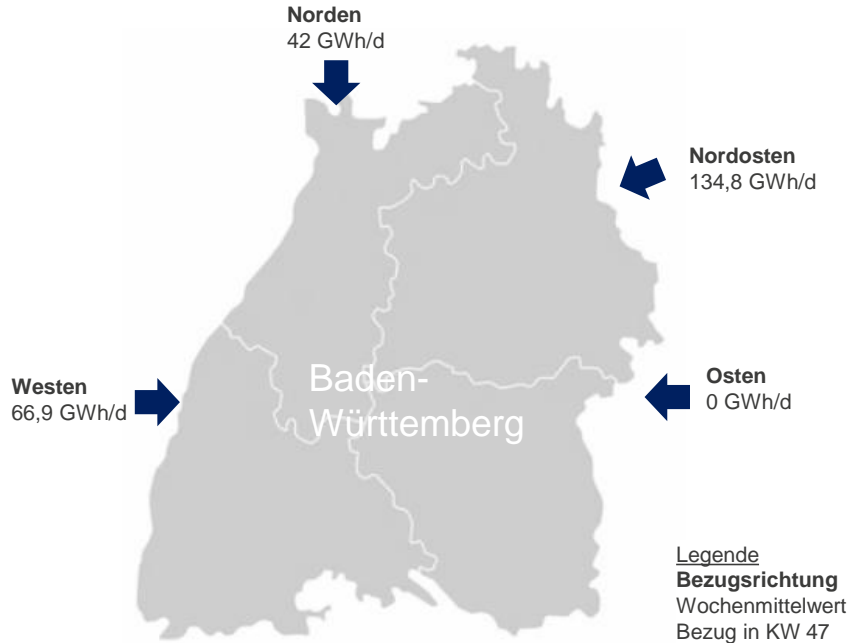 Norden
42 GWh/d
Nordosten
134,8 GWh/d
Westen
66,9 GWh/d
Baden-
Württemberg
Osten
0 GWh/d
Legende
Bezugsrichtung
Wochenmittelwert
Bezug in KW 47